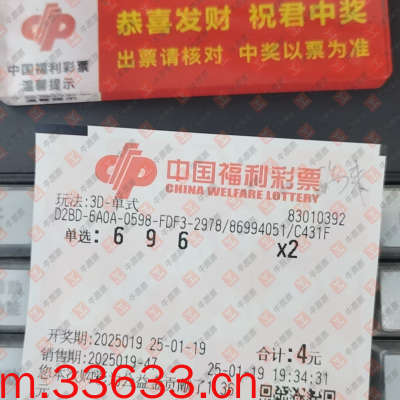 恭喜发财 祝君中奖
出票请核对 中奖以票为准
中国福利彩票
温馨提示
中国福利彩票
CHINA WELFARE LOTTERY
玩法:3D-单式 83010392
D2BD-6A0A-0598-FDF3-2978/86994051/C431F
单选: 6 9 6 x2
开奖期:2025019 25-01-19 合计:4元
销售期:2025019-47 25-01-19 19:34:31
m.33633.cn